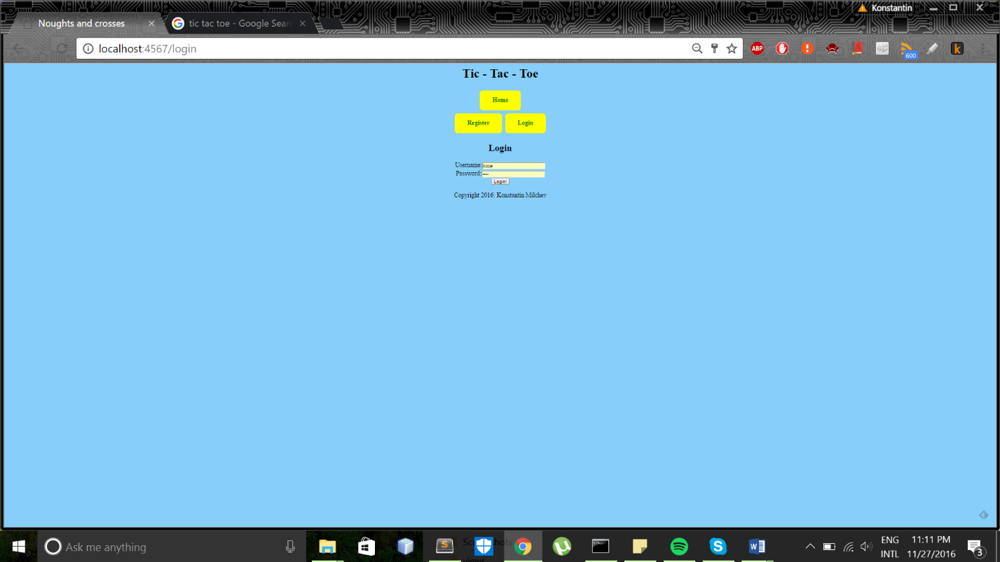 Konstantin
Noughts and crosses
tic tac toe - Google Sear
localhost:4567/login
ABP
600
k
Tic - Tac - Toe
Home
Register Login
Login
Username: koce
Password: ••••
Login!
Copyright 2016: Konstantin Milchev
Ask me anything
S
W
ENG 11:11 PM
INTL 11/27/2016
3